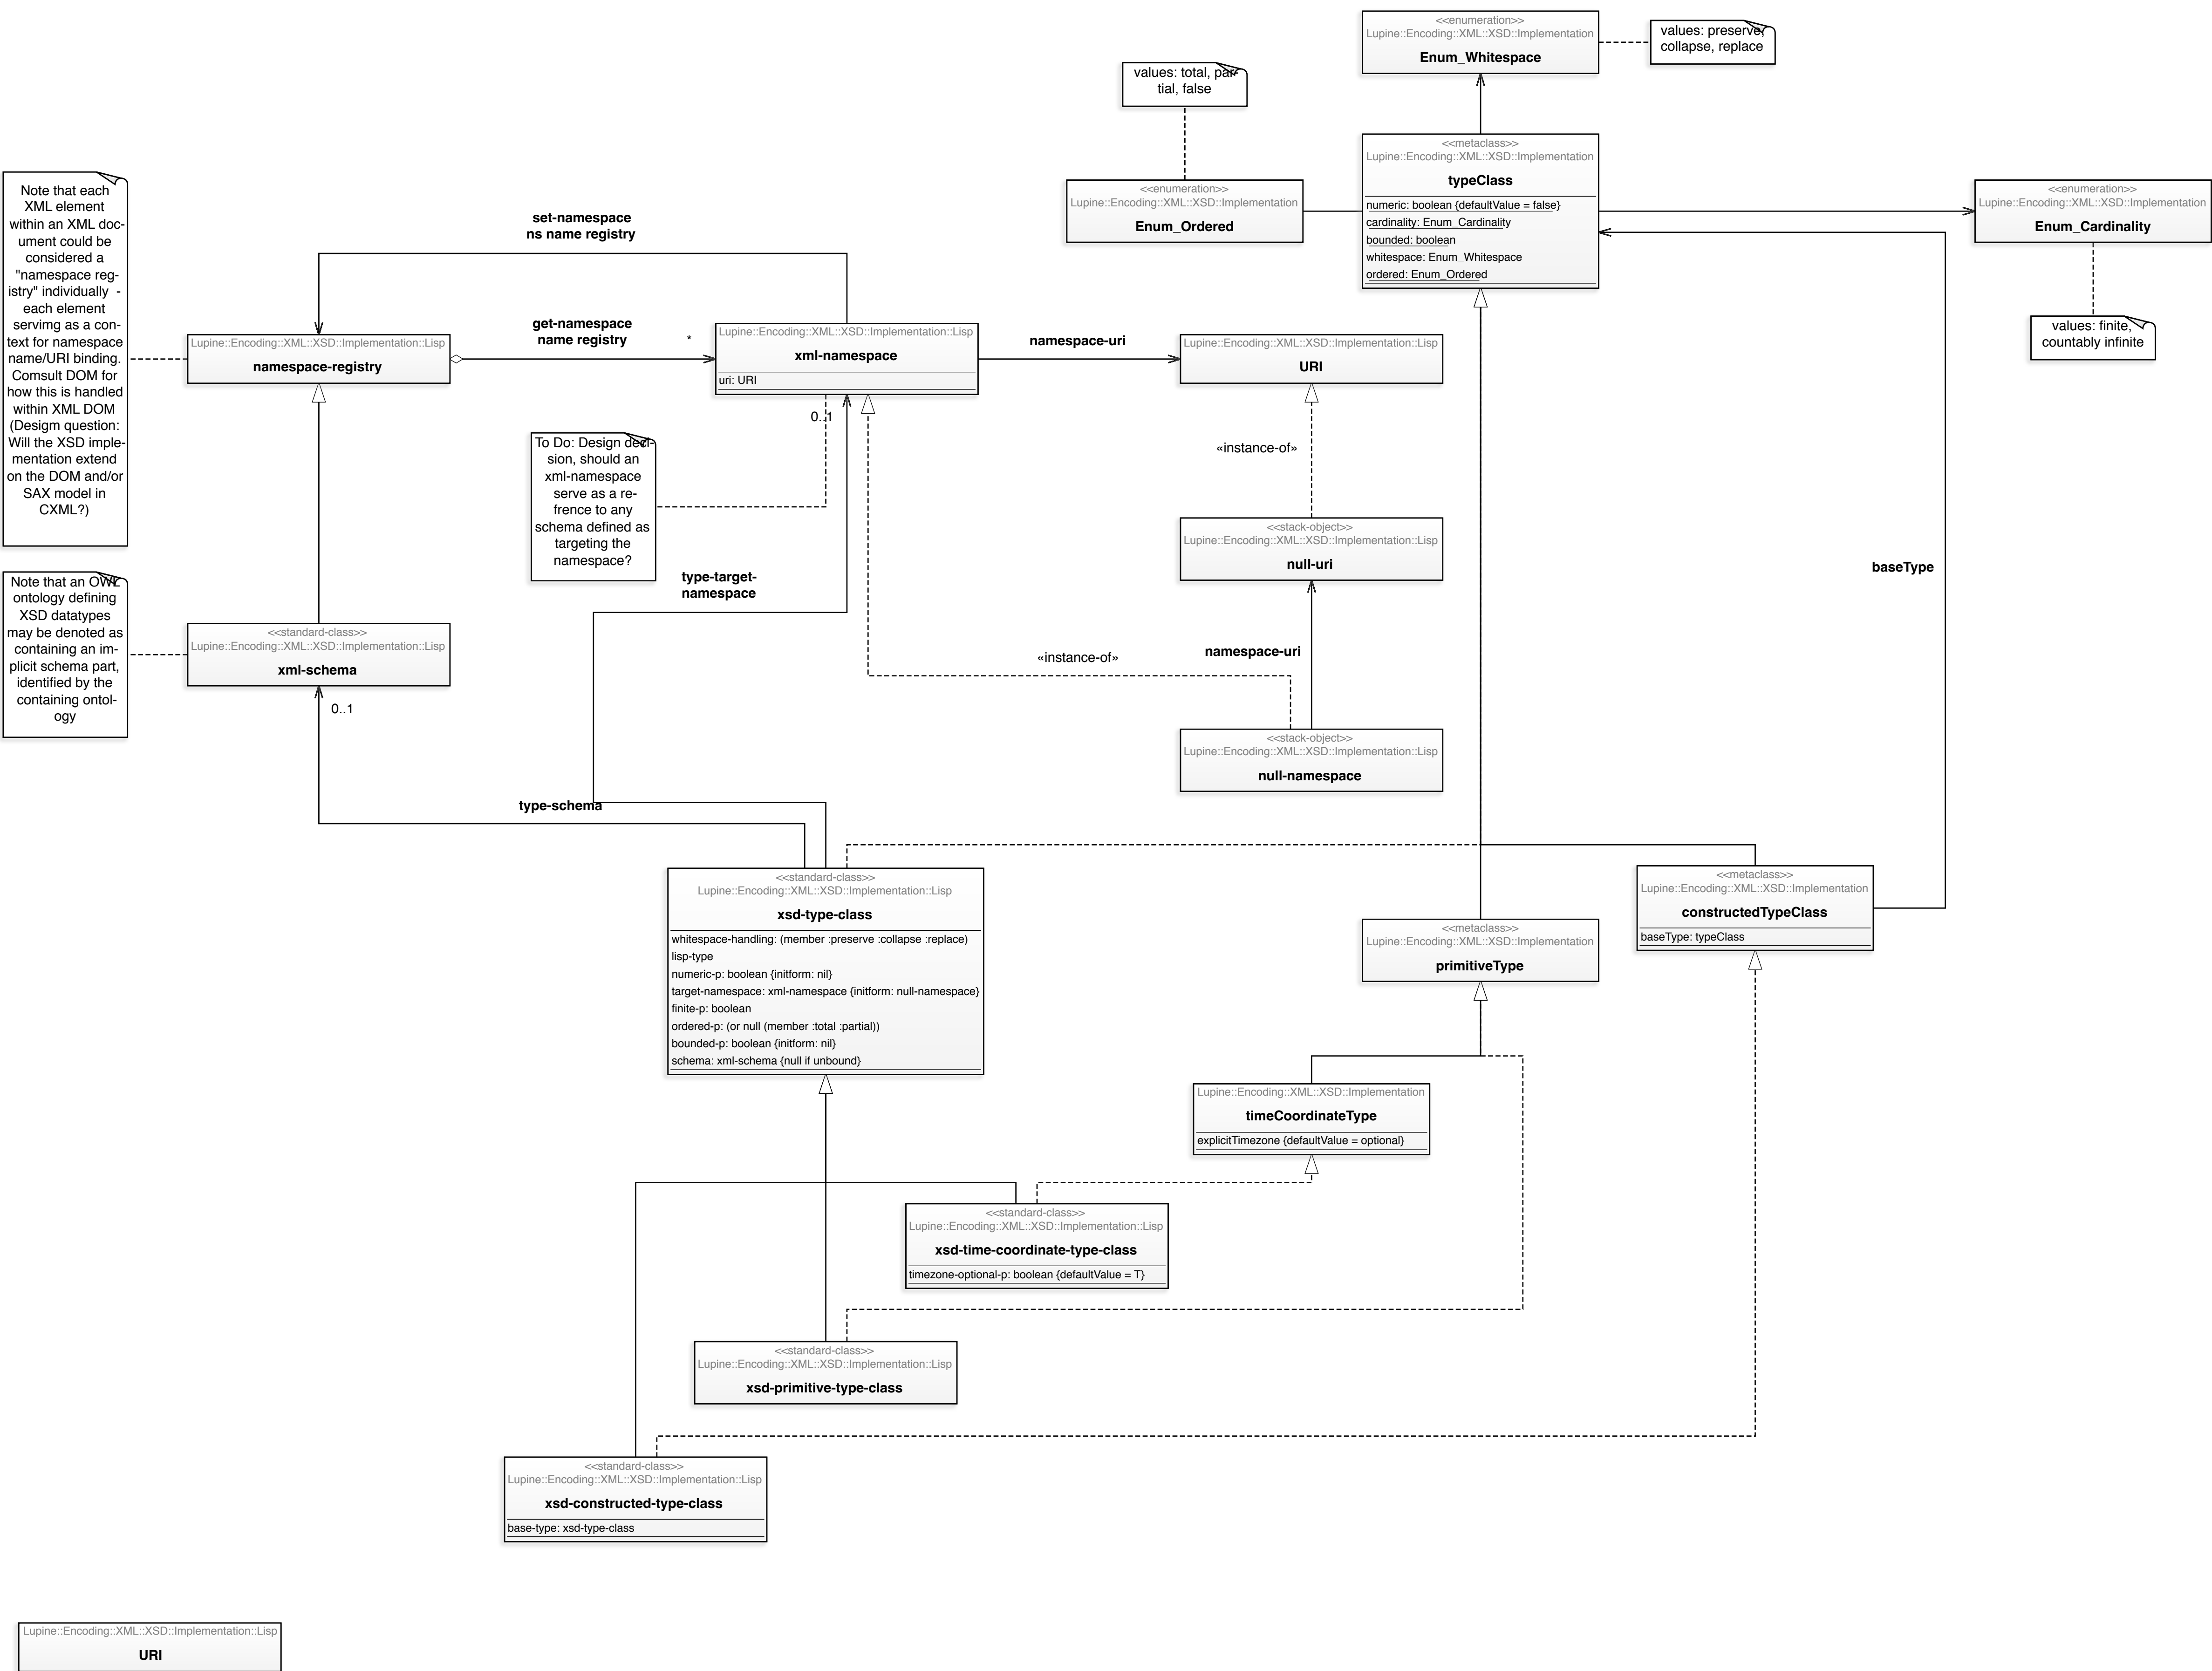 <<enumeration>>
Lupine::Encoding::XML::XSD::Implementation
Enum_Whitespace
values: preserve,
collapse, replace
values: total, par-
tial, false
<<metaclass>>
Lupine::Encoding::XML::XSD::Implementation
typeClass
numeric: boolean {defaultValue = false}
cardinality: Enum_Cardinality
bounded: boolean
whitespace: Enum_Whitespace
ordered: Enum_Ordered
<<enumeration>>
Lupine::Encoding::XML::XSD::Implementation
Enum_Ordered
<<enumeration>>
Lupine::Encoding::XML::XSD::Implementation
Enum_Cardinality
values: finite,
countably infinite
Note that each
XML element
within an XML doc-
ument could be
considered a
"namespace reg-
istry" individually -
each element
servimg as a con-
text for namespace
name/URI binding.
Comsult DOM for
how this is handled
within XML DOM
(Desigm question:
Will the XSD imple-
mentation extend
on the DOM and/or
SAX model in
CXML?)
set-namespace
ns name registry
get-namespace
name registry
*
Lupine::Encoding::XML::XSD::Implementation::Lisp
namespace-registry
Lupine::Encoding::XML::XSD::Implementation::Lisp
xml-namespace
uri: URI
namespace-uri
Lupine::Encoding::XML::XSD::Implementation::Lisp
URI
0..1
To Do: Design deci-
sion, should an
xml-namespace
serve as a re-
frence to any
schema defined as
targeting the
namespace?
«instance-of»
<<stack-object>>
Lupine::Encoding::XML::XSD::Implementation::Lisp
null-uri
baseType
type-target-
namespace
Note that an OWL
ontology defining
XSD datatypes
may be denoted as
containing an im-
plicit schema part,
identified by the
containing ontol-
ogy
<<standard-class>>
Lupine::Encoding::XML::XSD::Implementation::Lisp
xml-schema
0..1
«instance-of»
namespace-uri
<<stack-object>>
Lupine::Encoding::XML::XSD::Implementation::Lisp
null-namespace
type-schema
<<standard-class>>
Lupine::Encoding::XML::XSD::Implementation::Lisp
xsd-type-class
whitespace-handling: (member :preserve :collapse :replace)
lisp-type
numeric-p: boolean {initform: nil}
target-namespace: xml-namespace {initform: null-namespace}
finite-p: boolean
ordered-p: (or null (member :total :partial))
bounded-p: boolean {initform: nil}
schema: xml-schema {null if unbound}
<<metaclass>>
Lupine::Encoding::XML::XSD::Implementation
constructedTypeClass
baseType: typeClass
<<metaclass>>
Lupine::Encoding::XML::XSD::Implementation
primitiveType
Lupine::Encoding::XML::XSD::Implementation
timeCoordinateType
explicitTimezone {defaultValue = optional}
<<standard-class>>
Lupine::Encoding::XML::XSD::Implementation::Lisp
xsd-time-coordinate-type-class
timezone-optional-p: boolean {defaultValue = T}
<<standard-class>>
Lupine::Encoding::XML::XSD::Implementation::Lisp
xsd-primitive-type-class
<<standard-class>>
Lupine::Encoding::XML::XSD::Implementation::Lisp
xsd-constructed-type-class
base-type: xsd-type-class
Lupine::Encoding::XML::XSD::Implementation::Lisp
URI